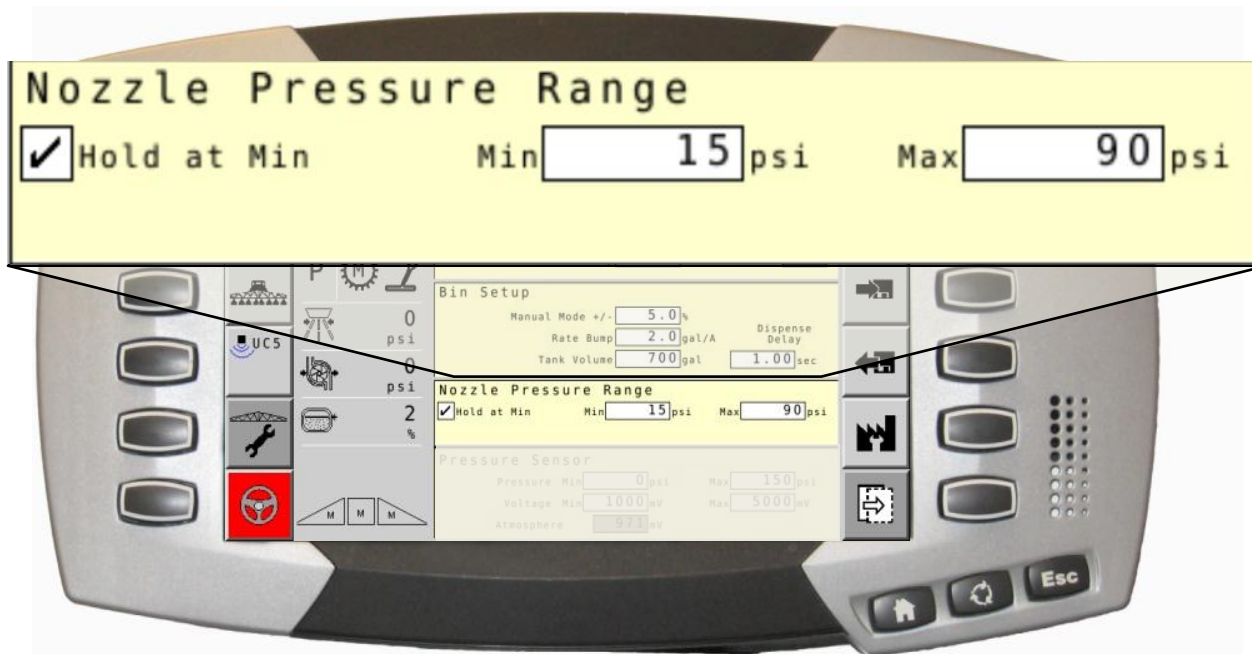 Nozzle Pressure Range
✔ Hold at Min Min 15 psi Max 90 psi
P M
0
psi
UC5
0
psi
2
%
M M M
Bin Setup
Manual Mode +/- 5.0 %
Rate Bump 2.0 gal/A Dispense Delay
Tank Volume 700 gal 1.00 sec
Nozzle Pressure Range
✔ Hold at Min Min 15 psi Max 90 psi
Pressure Sensor
Pressure Min 0 psi Max 150 psi
Voltage Min 1000 mV Max 5000 mV
Atmosphere 971 mV
Esc